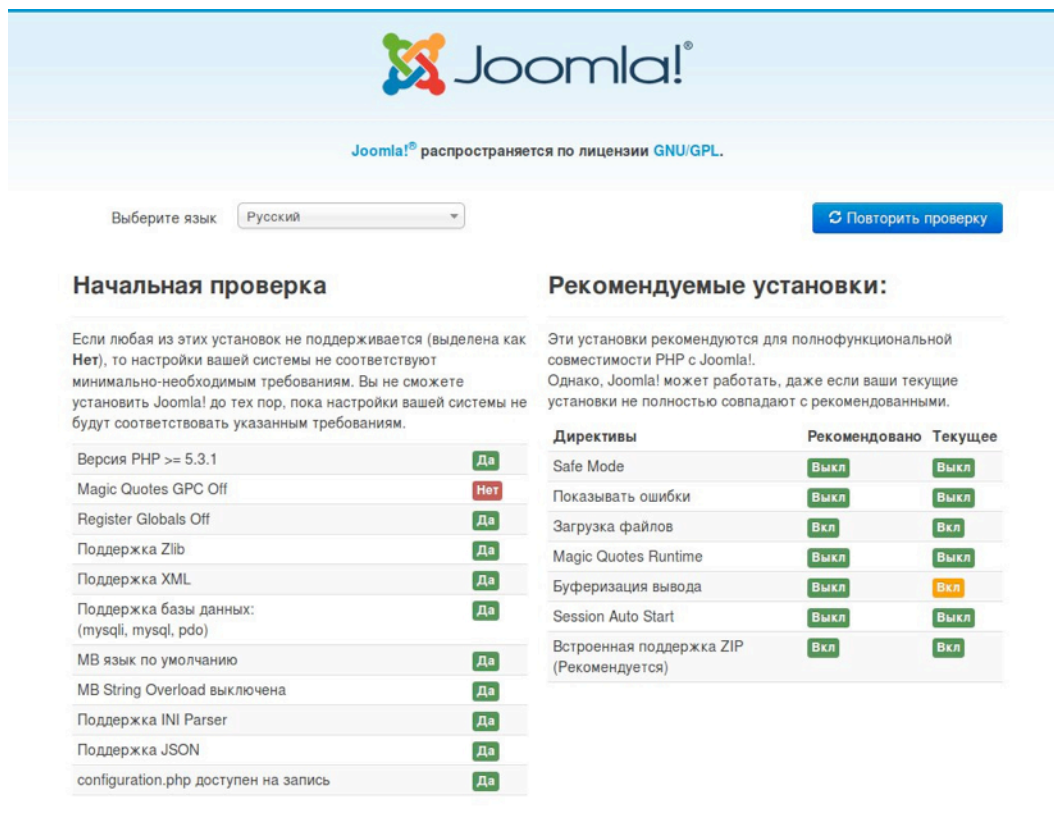 Joomla!®
Joomla!® распространяется по лицензии GNU/GPL.
Выберите язык Русский
Повторить проверку
Начальная проверка
Если любая из этих установок не поддерживается (выделена как
Нет), то настройки вашей системы не соответствуют
минимально-необходимым требованиям. Вы не сможете
установить Joomla! до тех пор, пока настройки вашей системы не
будут соответствовать указанным требованиям.
Версия PHP >= 5.3.1 Да
Magic Quotes GPC Off Нет
Register Globals Off Да
Поддержка Zlib Да
Поддержка XML Да
Поддержка базы данных: Да
(mysqli, mysql, pdo)
MB язык по умолчанию Да
MB String Overload выключена Да
Поддержка INI Parser Да
Поддержка JSON Да
configuration.php доступен на запись Да
Рекомендуемые установки:
Эти установки рекомендуются для полнофункциональной
совместимости PHP с Joomla!.
Однако, Joomla! может работать, даже если ваши текущие
установки не полностью совпадают с рекомендованными.
Директивы Рекомендовано Текущее
Safe Mode Выкл Выкл
Показывать ошибки Выкл Выкл
Загрузка файлов Вкл Вкл
Magic Quotes Runtime Выкл Выкл
Буферизация вывода Выкл Вкл
Session Auto Start Выкл Выкл
Встроенная поддержка ZIP Вкл Вкл
(Рекомендуется)